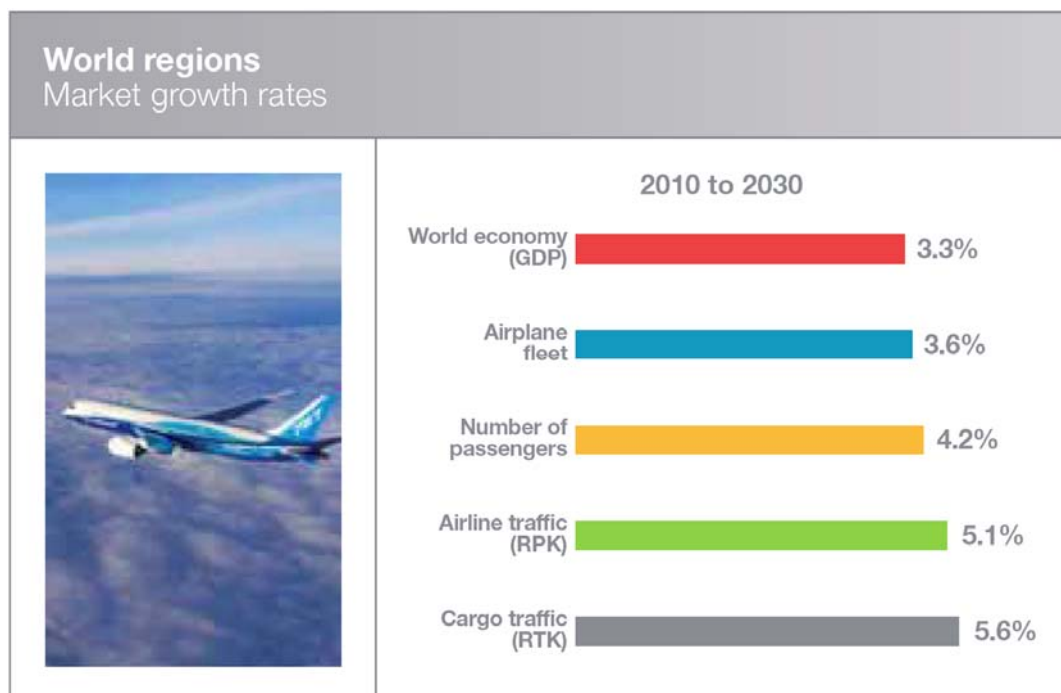 World regions
Market growth rates
2010 to 2030
World economy
(GDP)
3.3%
Airplane
fleet
3.6%
Number of
passengers
4.2%
Airline traffic
(RPK)
5.1%
Cargo traffic
(RTK)
5.6%